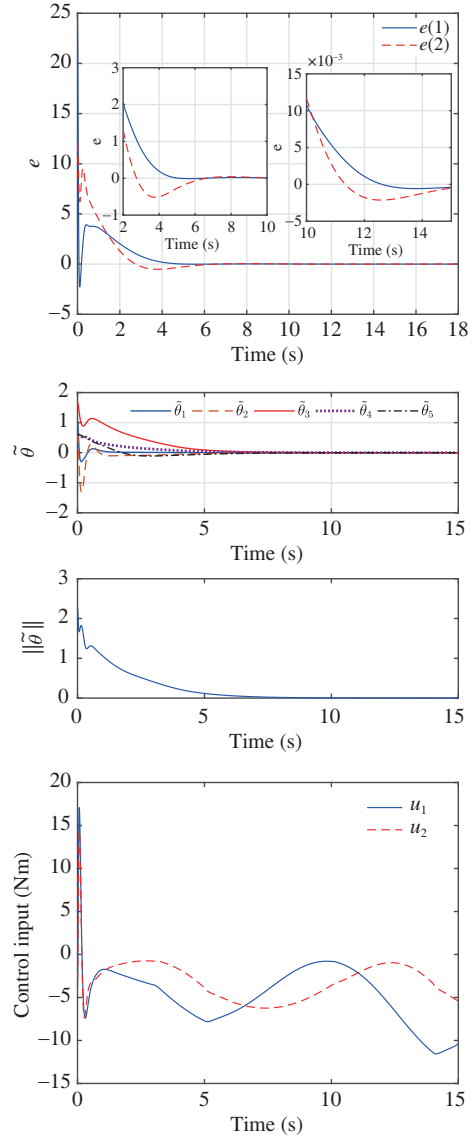 25
20
15
10
5
0
−5
e
e(1)
e(2)
3
2
1
0
−1
e
2 4 6 8 10
Time (s)
×10⁻³
15
10
5
0
−5
e
10 12 14
Time (s)
0 2 4 6 8 10 12 14 16 18
Time (s)
2
1
0
−1
−2
θ̃
θ̃₁ θ̃₂ θ̃₃ θ̃₄ θ̃₅
0 5 10 15
Time (s)
3
2
1
0
||θ̃||
0 5 10 15
Time (s)
20
15
10
5
0
−5
−10
−15
Control input (Nm)
u₁
u₂
0 5 10 15
Time (s)